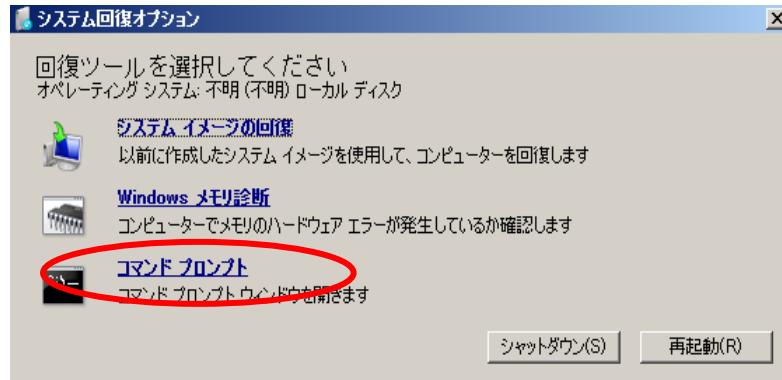 システム回復オプション
回復ツールを選択してください
オペレーティング システム: 不明 (不明) ローカル ディスク
システム イメージの回復
以前に作成したシステム イメージを使用して、コンピューターを回復します
Windows メモリ診断
コンピューターでメモリのハードウェア エラーが発生しているか確認します
コマンド プロンプト
コマンド プロンプト ウィンドウを開きます
シャットダウン(S)
再起動(R)